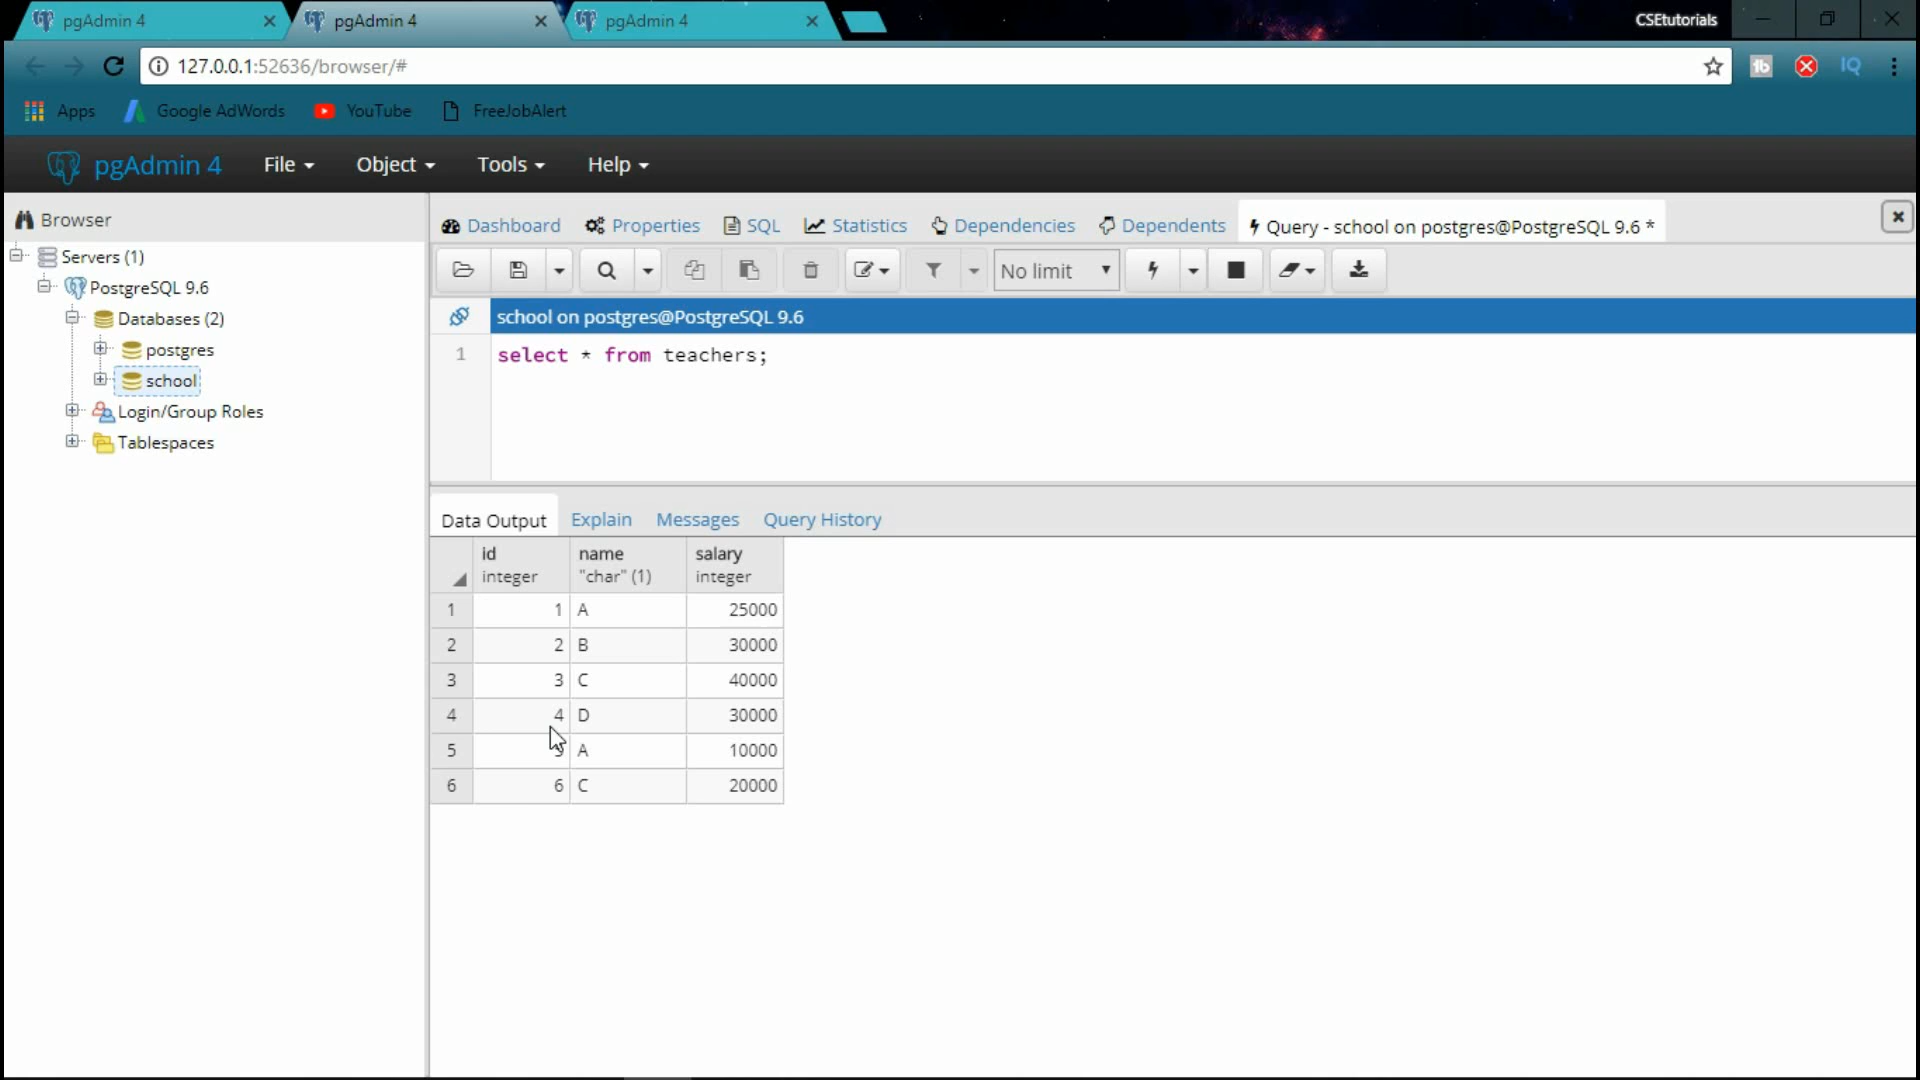 pgAdmin 4
pgAdmin 4
pgAdmin 4
CSEtutorials
127.0.0.1:52636/browser/#
Apps
Google AdWords
YouTube
FreeJobAlert
pgAdmin 4
File
Object
Tools
Help
Browser
Servers (1)
PostgreSQL 9.6
Databases (2)
postgres
school
Login/Group Roles
Tablespaces
Dashboard
Properties
SQL
Statistics
Dependencies
Dependents
Query - school on postgres@PostgreSQL 9.6 *
No limit
school on postgres@PostgreSQL 9.6
1 select * from teachers;
Data Output
Explain
Messages
Query History
id name salary
integer "char" (1) integer
1 1 A 25000
2 2 B 30000
3 3 C 40000
4 4 D 30000
5 5 A 10000
6 6 C 20000